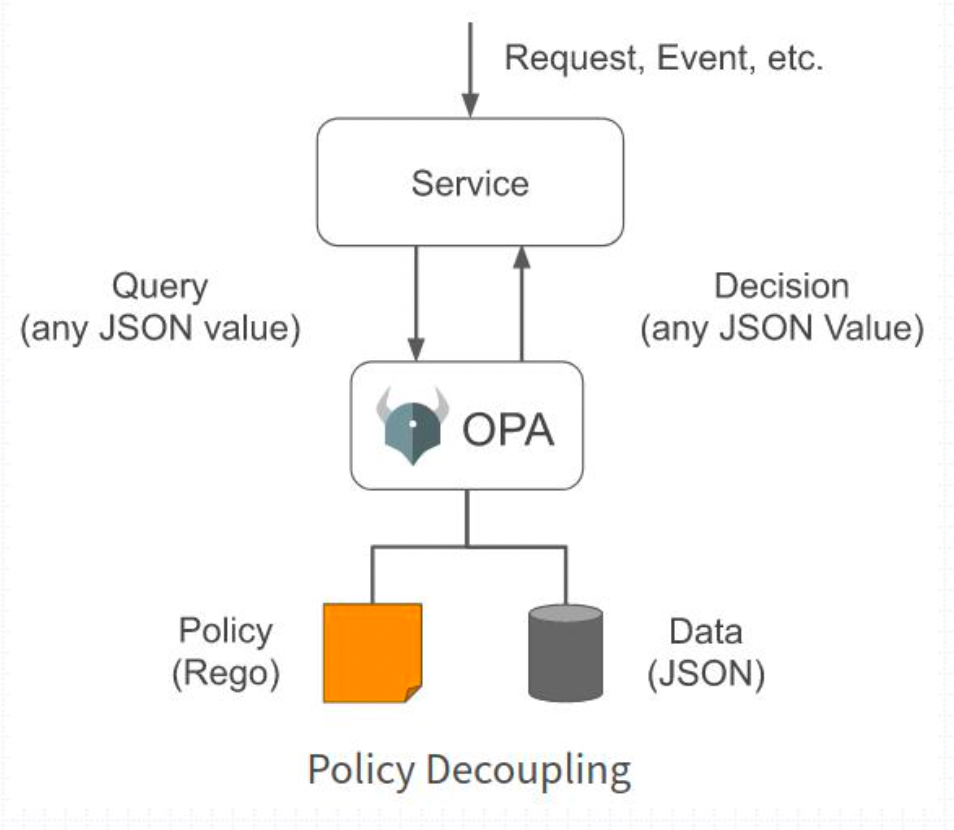 Request, Event, etc.
Service
Query
(any JSON value)
Decision
(any JSON Value)
OPA
Policy
(Rego)
Data
(JSON)
Policy Decoupling